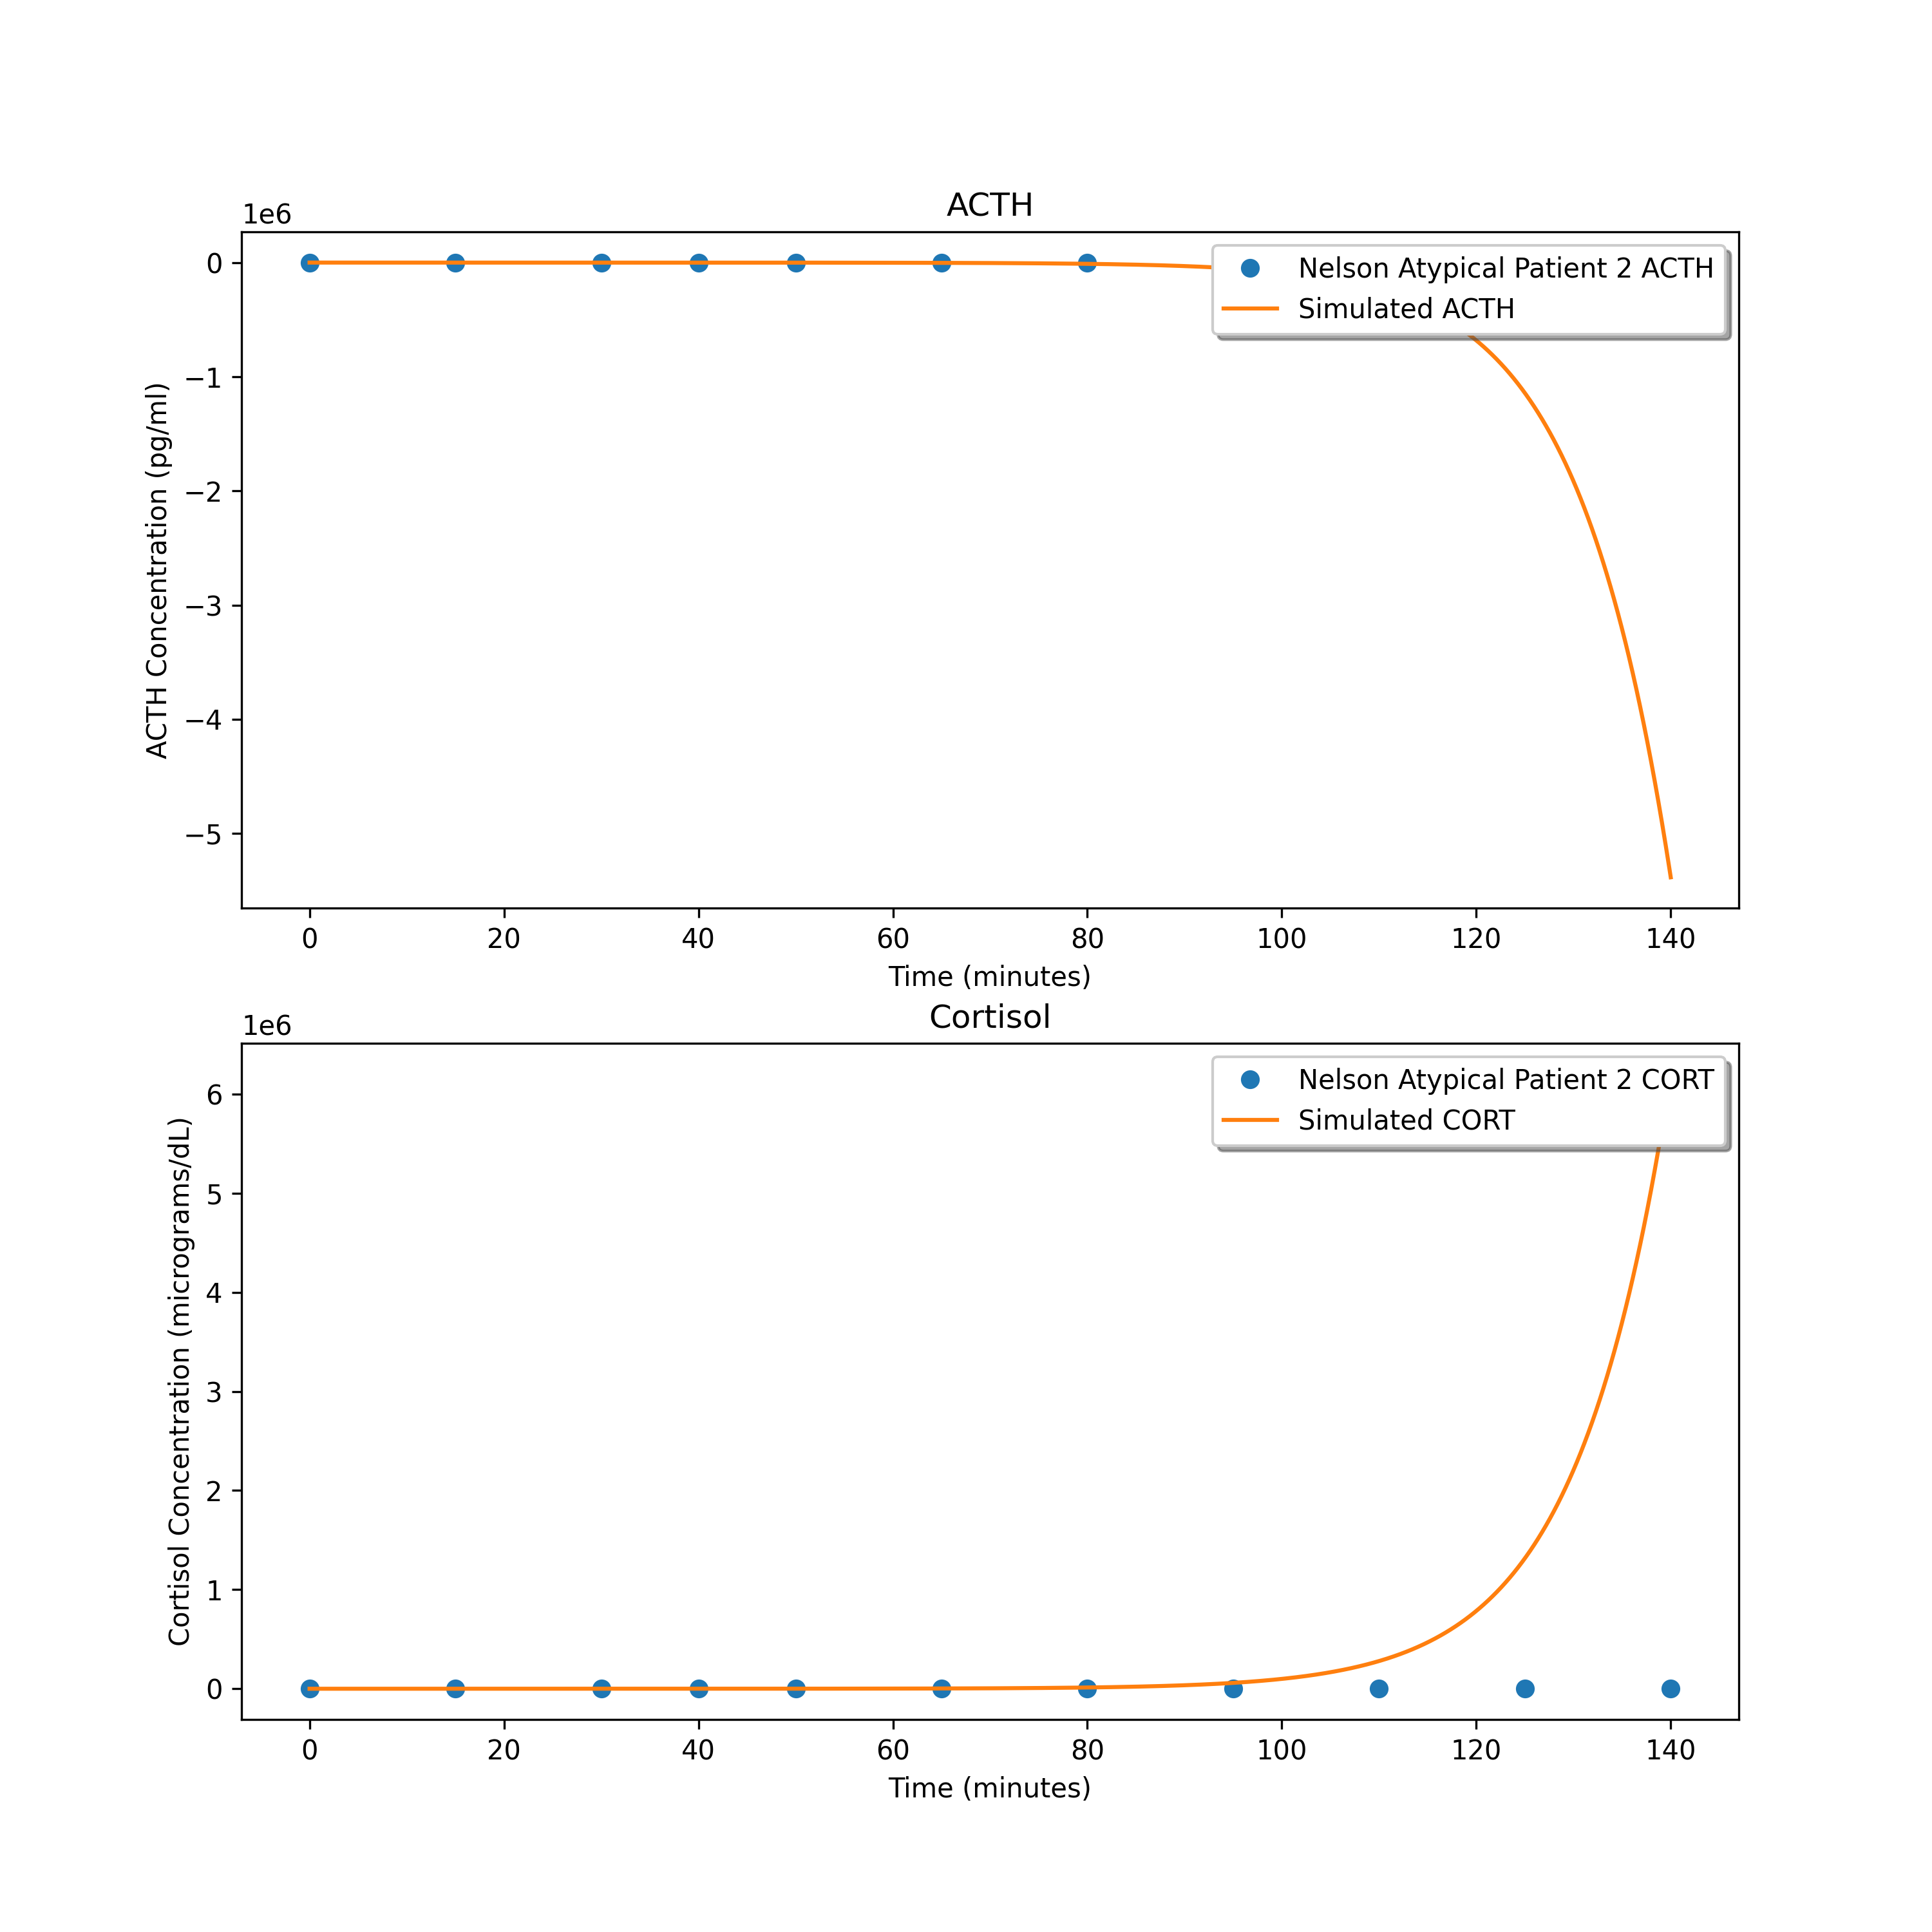 ACTH
1e6
Nelson Atypical Patient 2 ACTH
Simulated ACTH
0
−1
−2
−3
−4
−5
ACTH Concentration (pg/ml)
0 20 40 60 80 100 120 140
Time (minutes)
Cortisol
1e6
Nelson Atypical Patient 2 CORT
Simulated CORT
6
5
4
3
2
1
0
Cortisol Concentration (micrograms/dL)
0 20 40 60 80 100 120 140
Time (minutes)